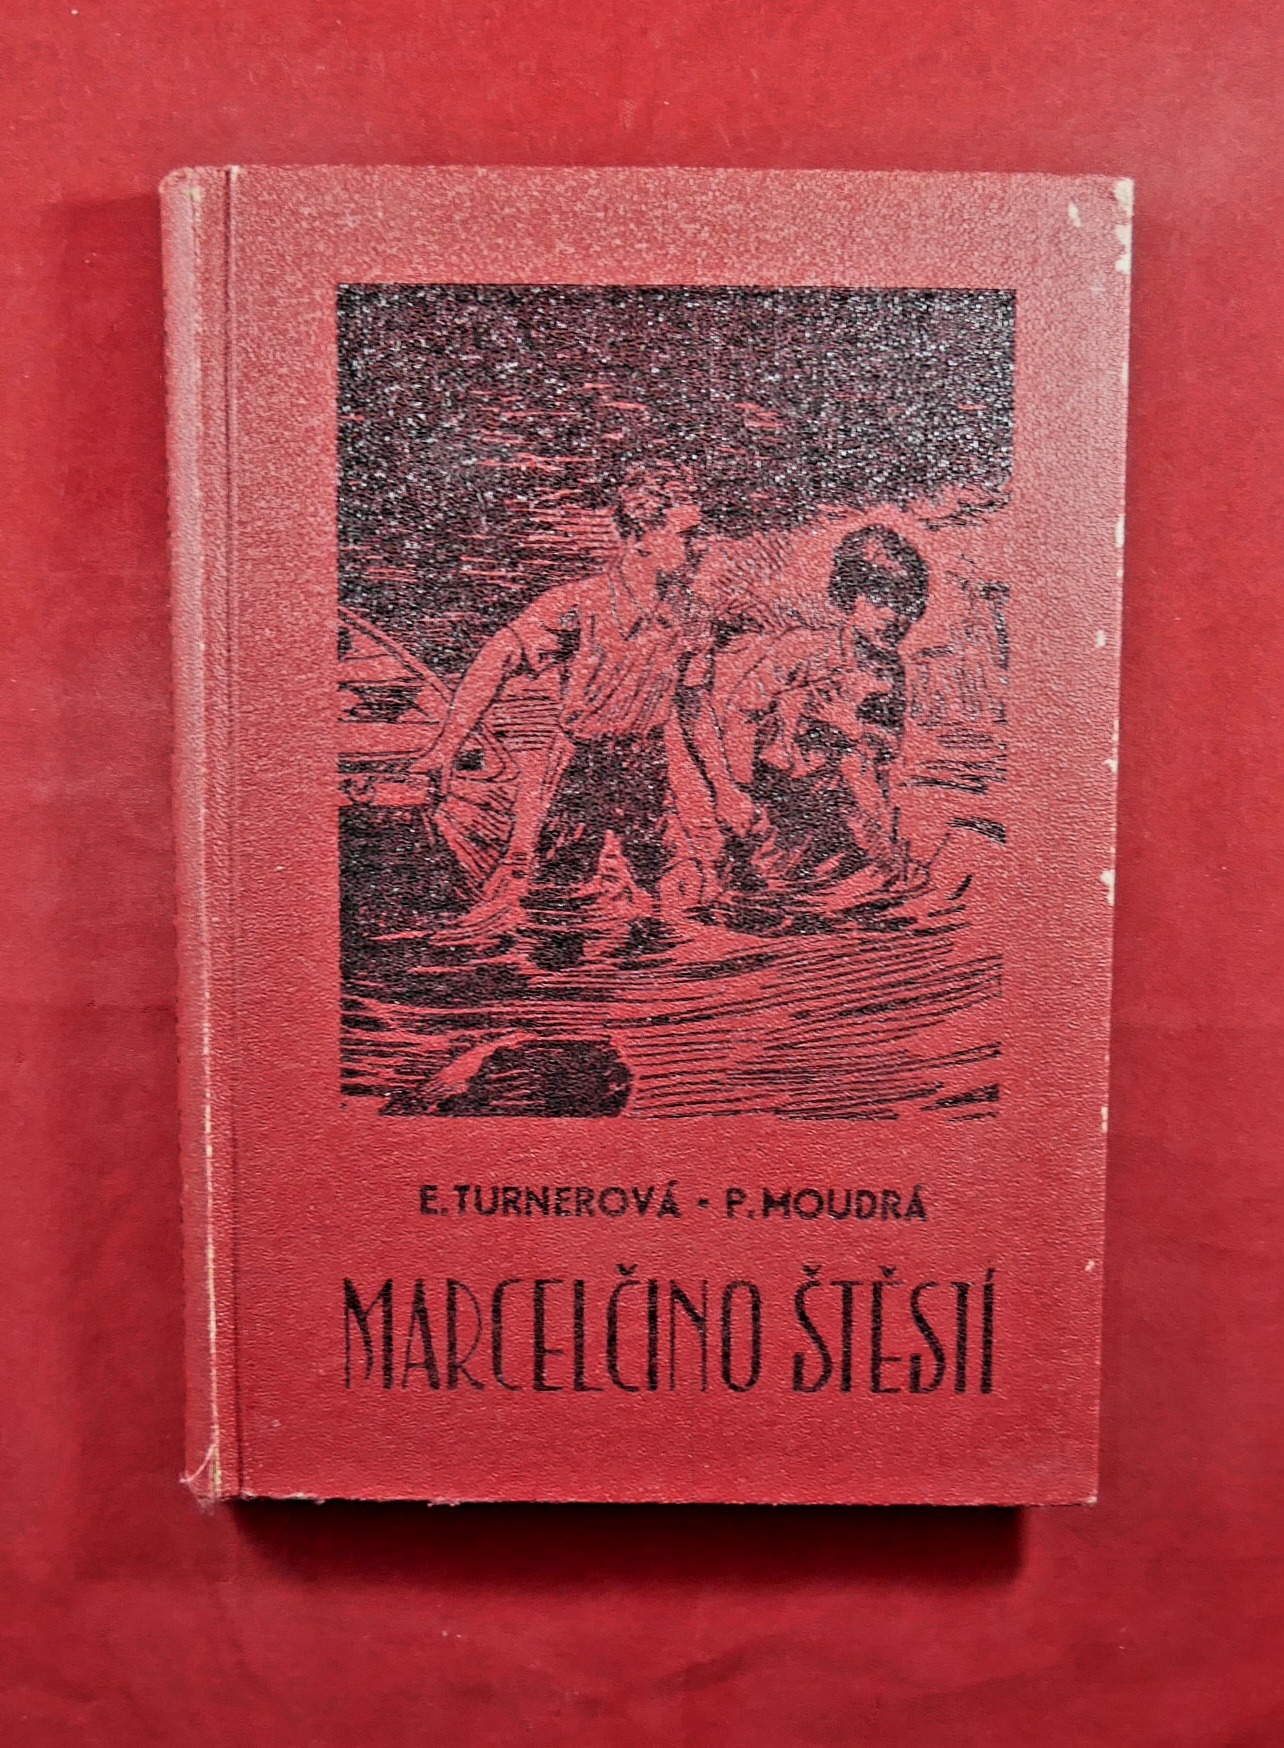 E. TURNEROVÁ · P. MOUDRÁ
MARCELČINO ŠTĚSTÍ